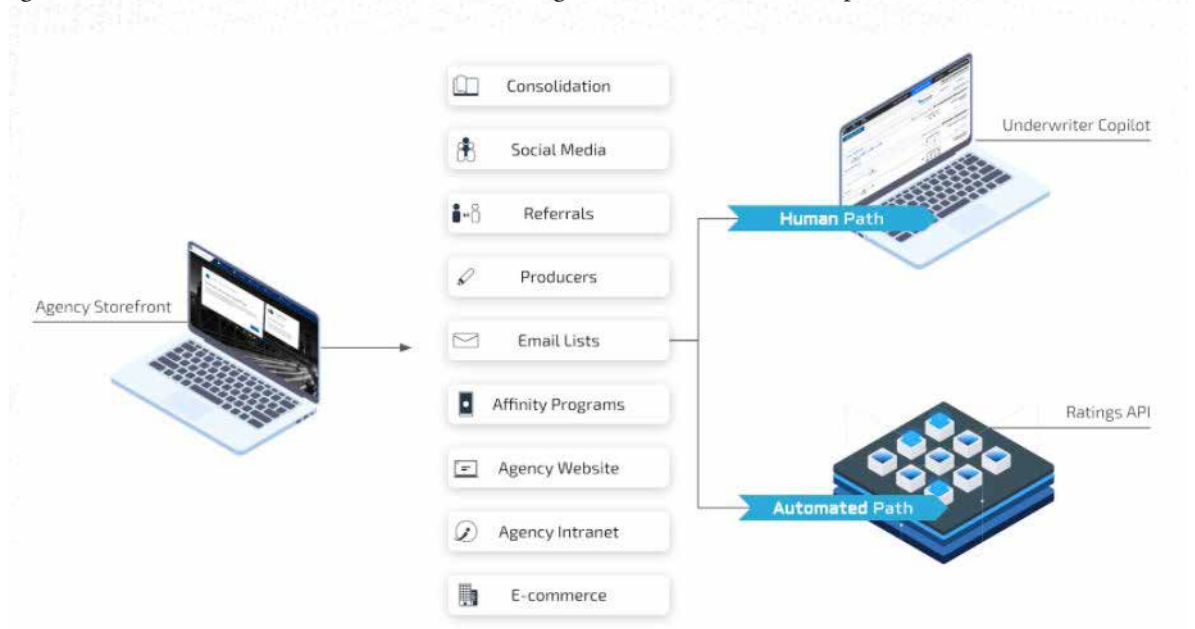 Consolidation
Social Media
Referrals
Producers
Email Lists
Affinity Programs
Agency Website
Agency Intranet
E-commerce
Agency Storefront
Human Path
Underwriter Copilot
Automated Path
Ratings API